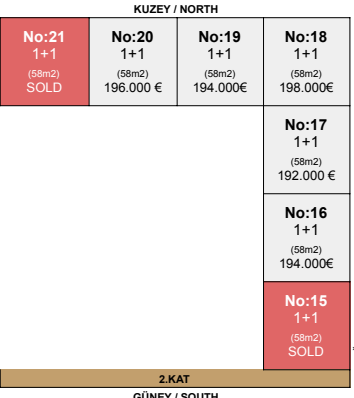 KUZEY / NORTH
No:21
1+1
(58m2)
SOLD
No:20
1+1
(58m2)
196.000 €
No:19
1+1
(58m2)
194.000€
No:18
1+1
(58m2)
198.000€
No:17
1+1
(58m2)
192.000 €
No:16
1+1
(58m2)
194.000€
No:15
1+1
(58m2)
SOLD
2.KAT
GÜNEY / SOUTH